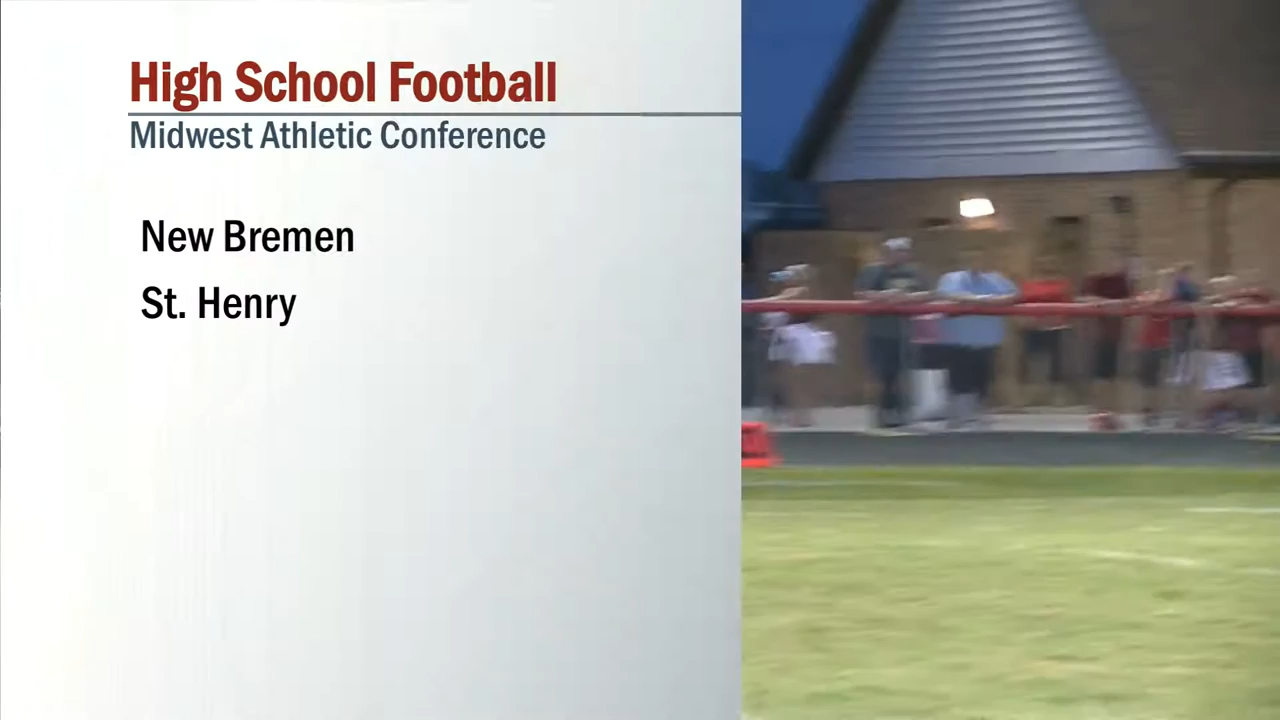 High School Football
Midwest Athletic Conference
New Bremen
St. Henry